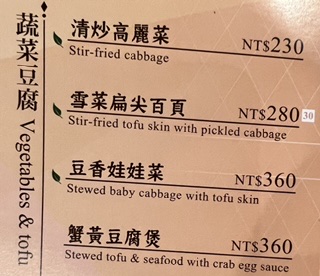 蔬菜豆腐 Vegetables & tofu
清炒高麗菜 NT$230
Stir-fried cabbage
雪菜扁尖百頁 NT$280 30
Stir-fried tofu skin with pickled cabbage
豆香娃娃菜 NT$360
Stewed baby cabbage with tofu skin
蟹黃豆腐煲 NT$360
Stewed tofu & seafood with crab egg sauce